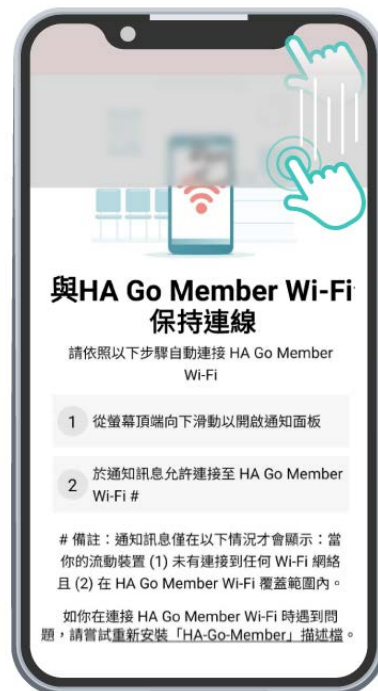 與HA Go Member Wi-Fi
保持連線
請依照以下步驟自動連接 HA Go Member
Wi-Fi
1 從螢幕頂端向下滑動以開啟通知面板
2 於通知訊息允許連接至 HA Go Member
Wi-Fi #
# 備註：通知訊息僅在以下情況才會顯示：當
你的流動裝置 (1) 未有連接到任何 Wi-Fi 網絡
且 (2) 在 HA Go Member Wi-Fi 覆蓋範圍內。
如你在連接 HA Go Member Wi-Fi 時遇到問
題，請嘗試重新安裝「HA-Go-Member」描述檔。